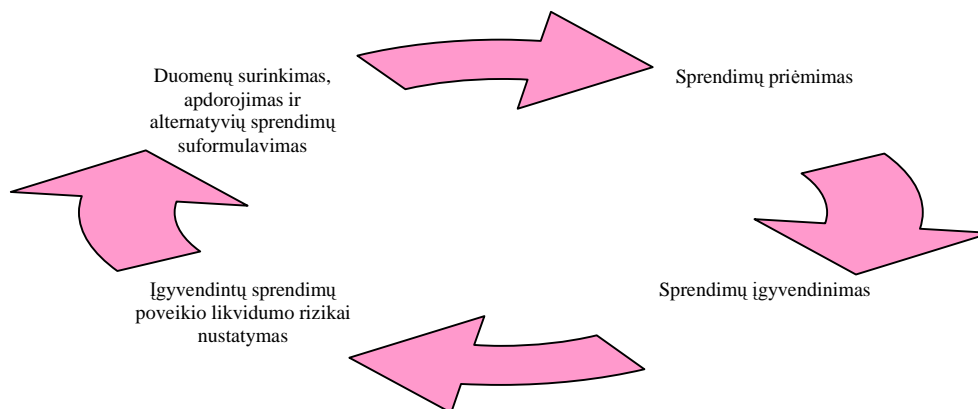 Duomenų surinkimas,
apdorojimas ir
alternatyvių sprendimų
suformulavimas
Sprendimų priėmimas
Sprendimų įgyvendinimas
Įgyvendintų sprendimų
poveikio likvidumo rizikai
nustatymas